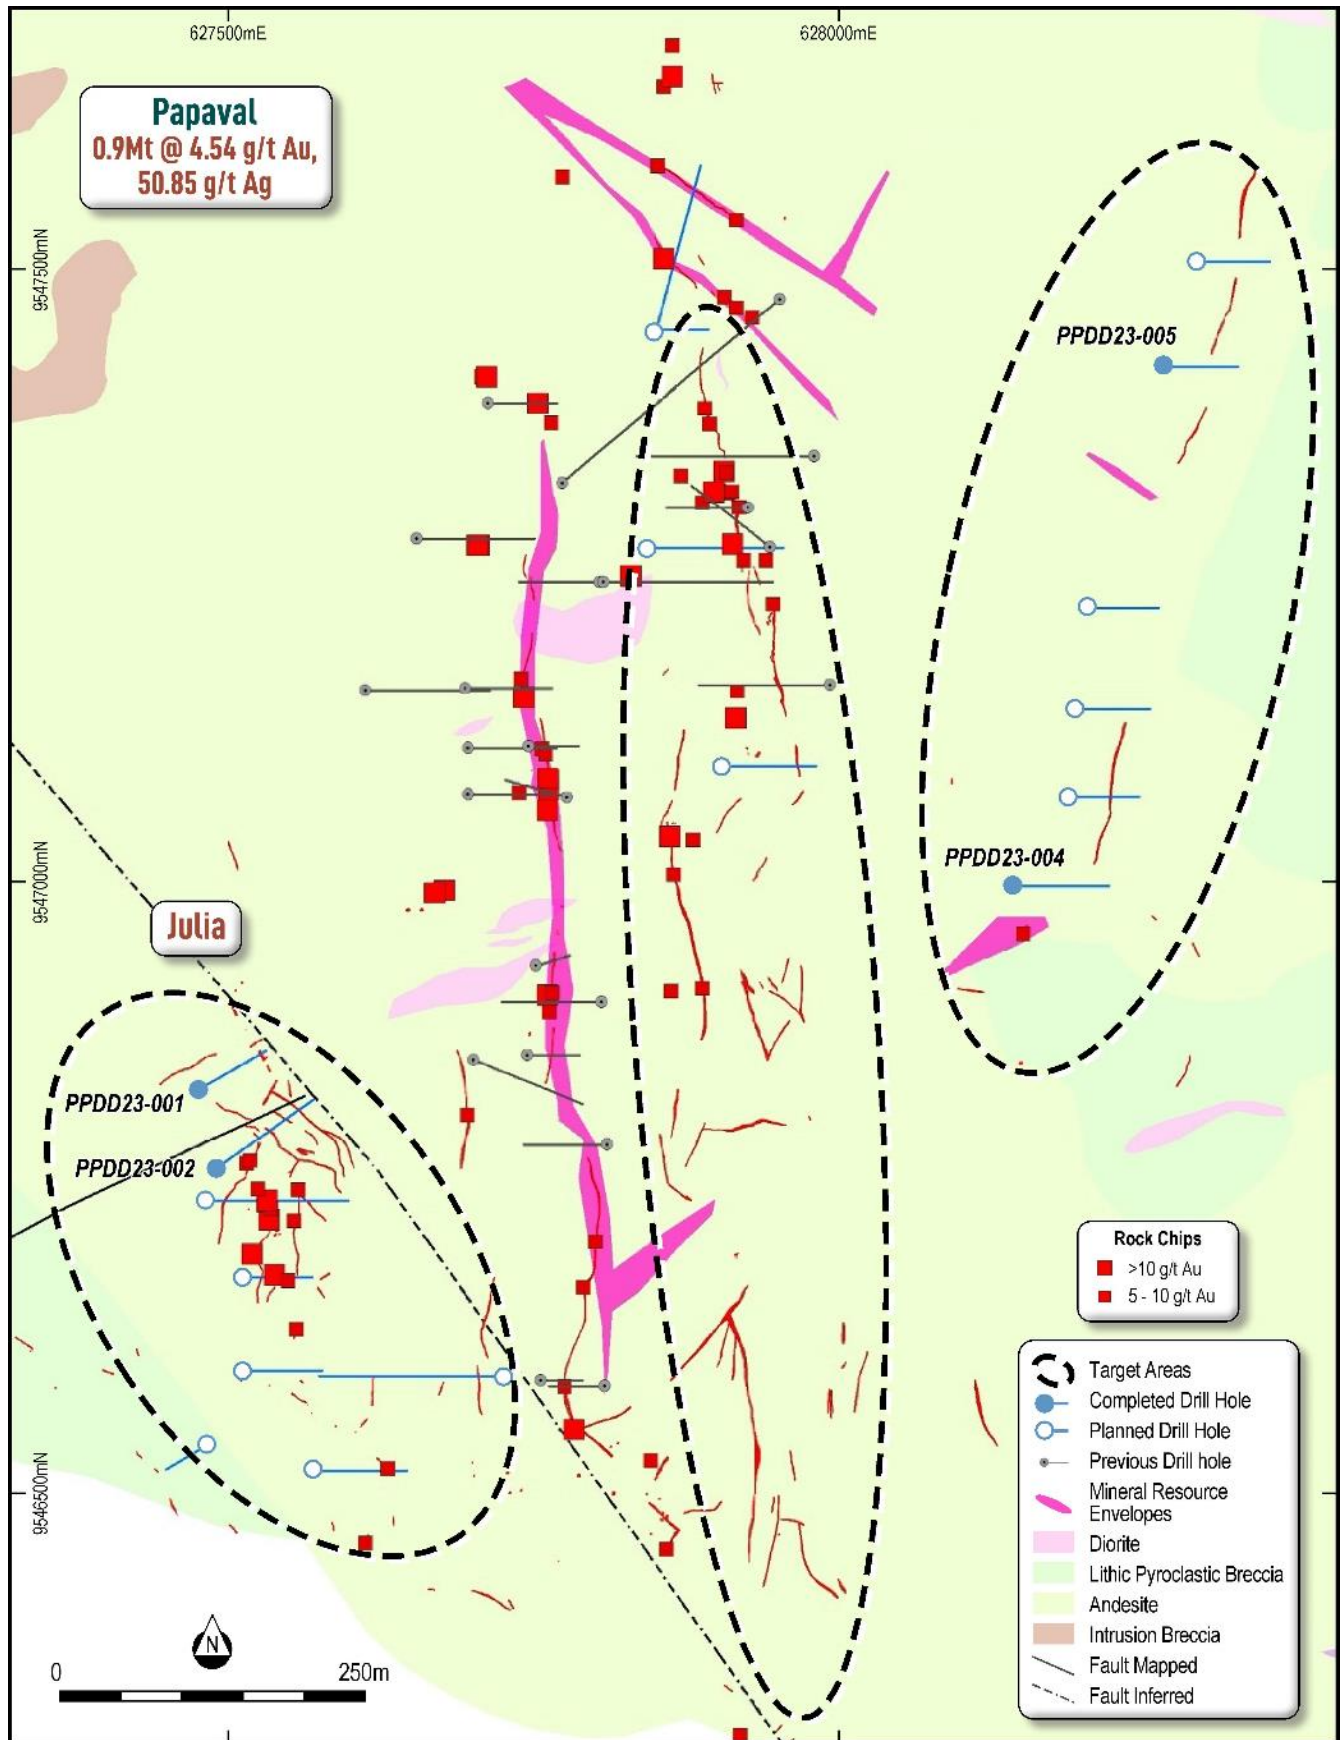 627500mE
628000mE
Papaval
0.9Mt @ 4.54 g/t Au,
50.85 g/t Ag
9547500mN
PPDD23-005
9547000mN
PPDD23-004
Julia
PPDD23-001
PPDD23-002
Rock Chips
>10 g/t Au
5 - 10 g/t Au
9546500mN
Target Areas
Completed Drill Hole
Planned Drill Hole
Previous Drill hole
Mineral Resource
Envelopes
Diorite
Lithic Pyroclastic Breccia
Andesite
Intrusion Breccia
Fault Mapped
Fault Inferred
N
0
250m